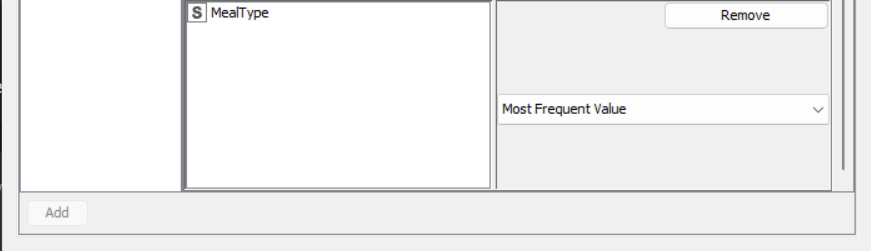 S MealType
Remove
Most Frequent Value
Add